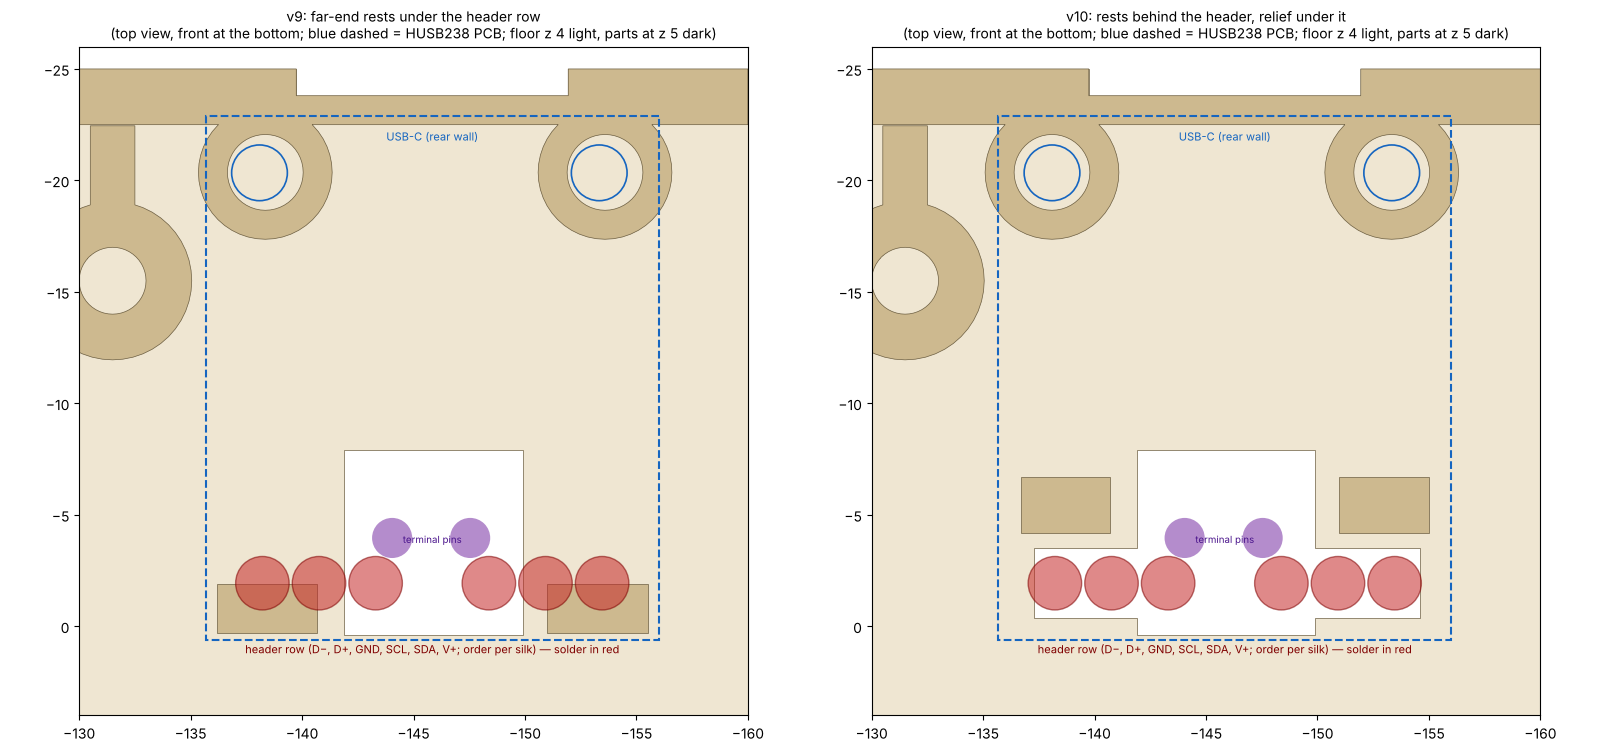 v9: far-end rests under the header row
(top view, front at the bottom; blue dashed = HUSB238 PCB; floor z 4 light, parts at z 5 dark)
−25
−20
−15
−10
−5
0
USB-C (rear wall)
terminal pins
header row (D−, D+, GND, SCL, SDA, V+; order per silk) — solder in red
−130
−135
−140
−145
−150
−155
−160
v10: rests behind the header, relief under it
(top view, front at the bottom; blue dashed = HUSB238 PCB; floor z 4 light, parts at z 5 dark)
−25
−20
−15
−10
−5
0
USB-C (rear wall)
terminal pins
header row (D−, D+, GND, SCL, SDA, V+; order per silk) — solder in red
−130
−135
−140
−145
−150
−155
−160